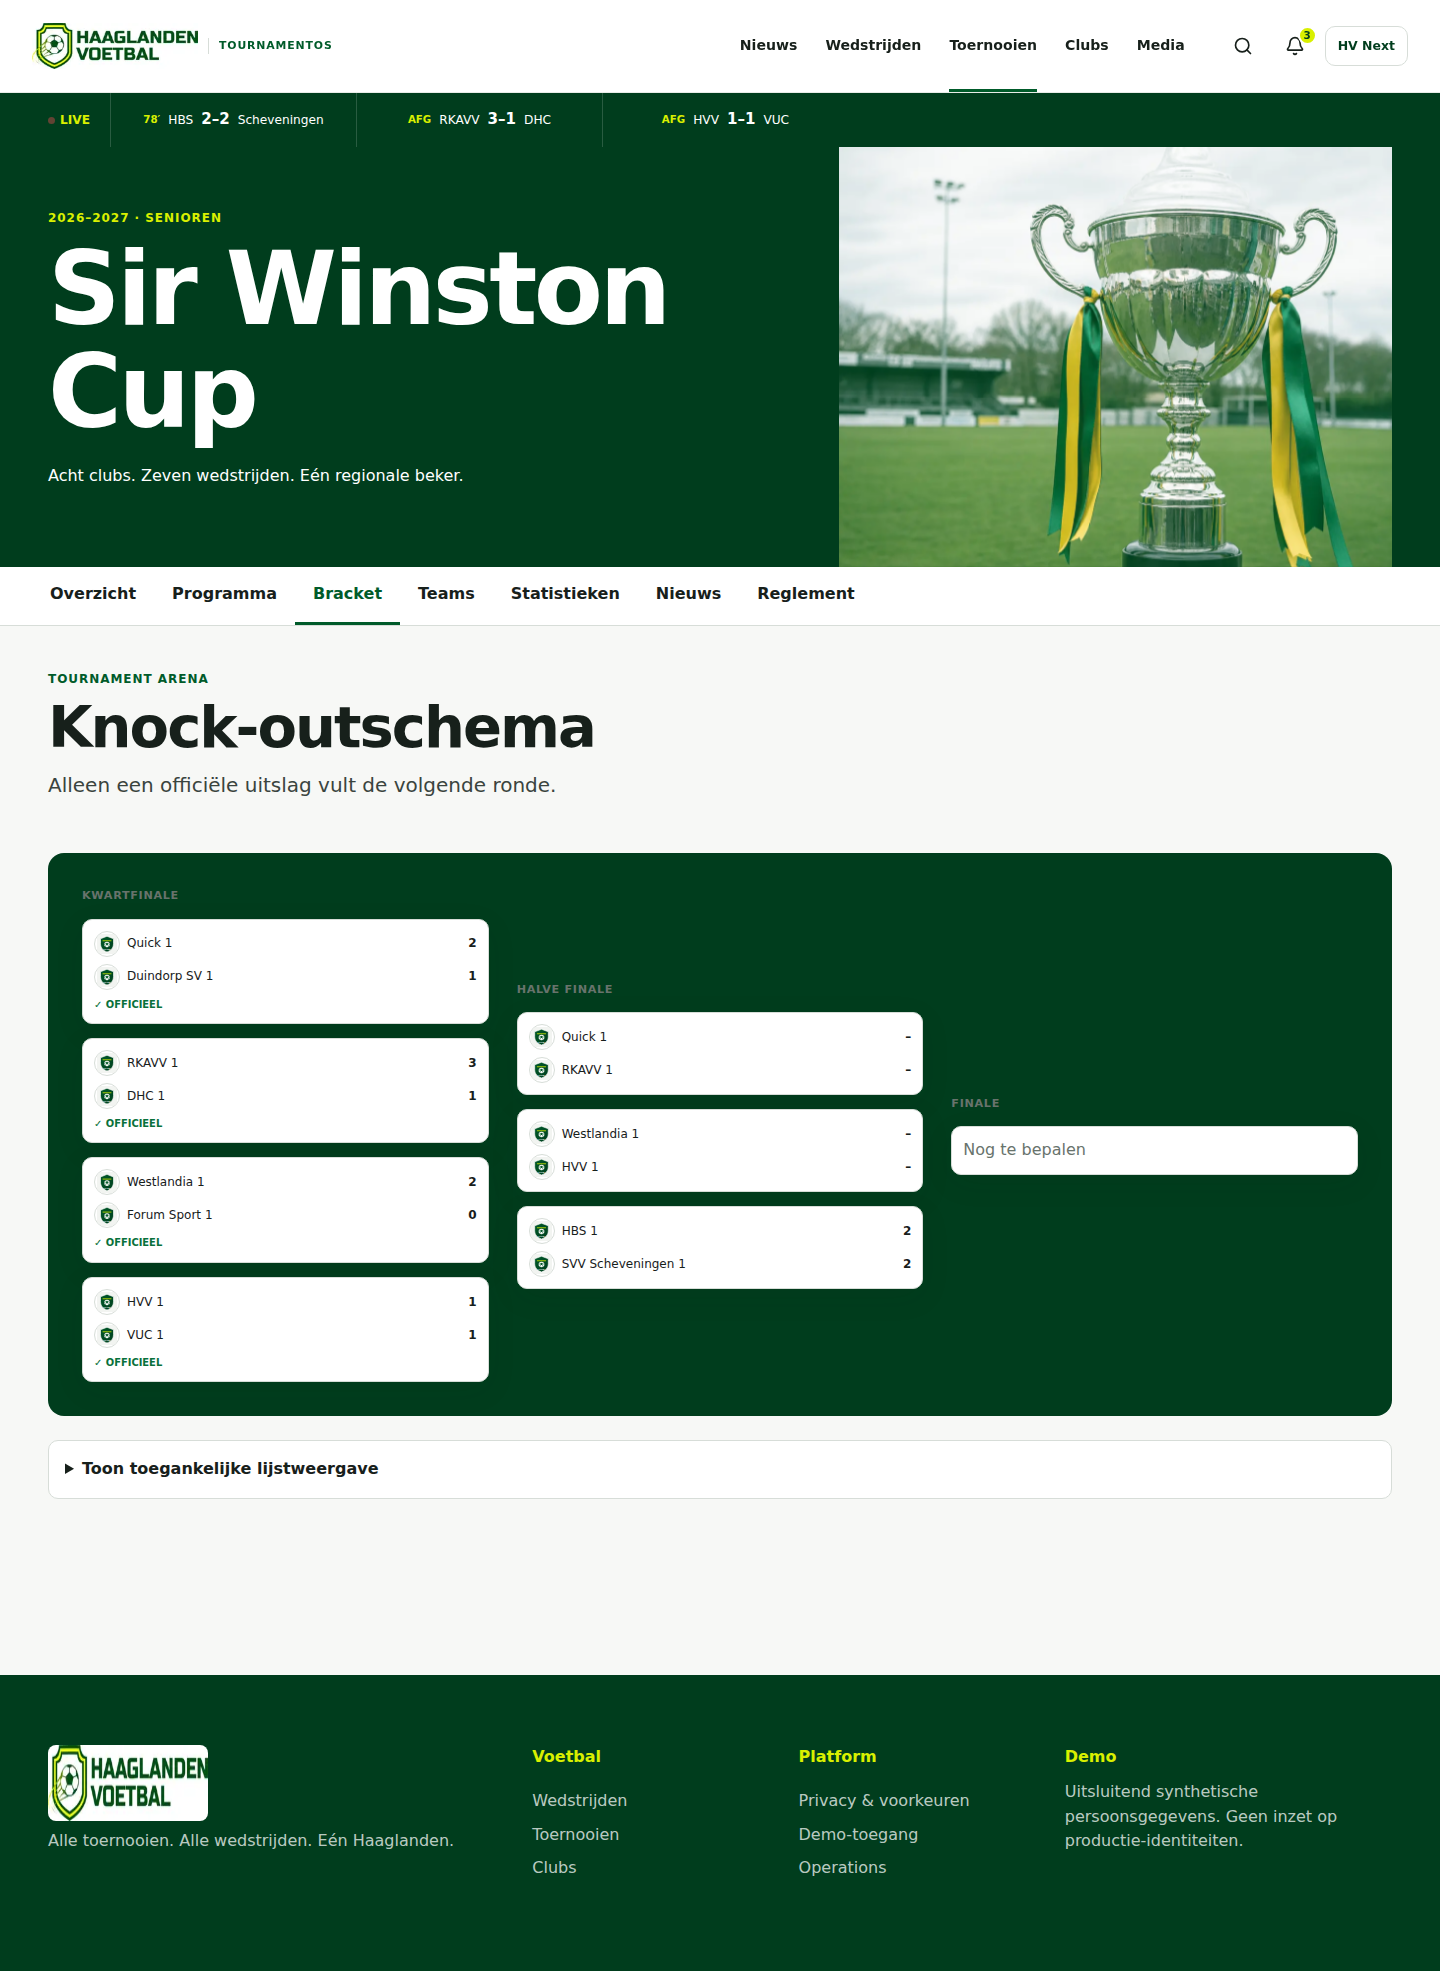 HAAGLANDEN
VOETBAL
TOURNAMENTOS
Nieuws Wedstrijden Toernooien Clubs Media 3 HV Next
LIVE 78′ HBS 2–2 Scheveningen AFG RKAVV 3–1 DHC AFG HVV 1–1 VUC
2026–2027 · SENIOREN
Sir Winston
Cup
Acht clubs. Zeven wedstrijden. Eén regionale beker.
Overzicht Programma Bracket Teams Statistieken Nieuws Reglement
TOURNAMENT ARENA
Knock-outschema
Alleen een officiële uitslag vult de volgende ronde.
KWARTFINALE
Quick 1 2
Duindorp SV 1 1
✓ OFFICIEEL
RKAVV 1 3
DHC 1 1
✓ OFFICIEEL
Westlandia 1 2
Forum Sport 1 0
✓ OFFICIEEL
HVV 1 1
VUC 1 1
✓ OFFICIEEL
HALVE FINALE
Quick 1 –
RKAVV 1 –
Westlandia 1 –
HVV 1 –
HBS 1 2
SVV Scheveningen 1 2
FINALE
Nog te bepalen
Toon toegankelijke lijstweergave
HAAGLANDEN
VOETBAL
Alle toernooien. Alle wedstrijden. Eén Haaglanden.
Voetbal
Wedstrijden
Toernooien
Clubs
Platform
Privacy & voorkeuren
Demo-toegang
Operations
Demo
Uitsluitend synthetische
persoonsgegevens. Geen inzet op
productie-identiteiten.